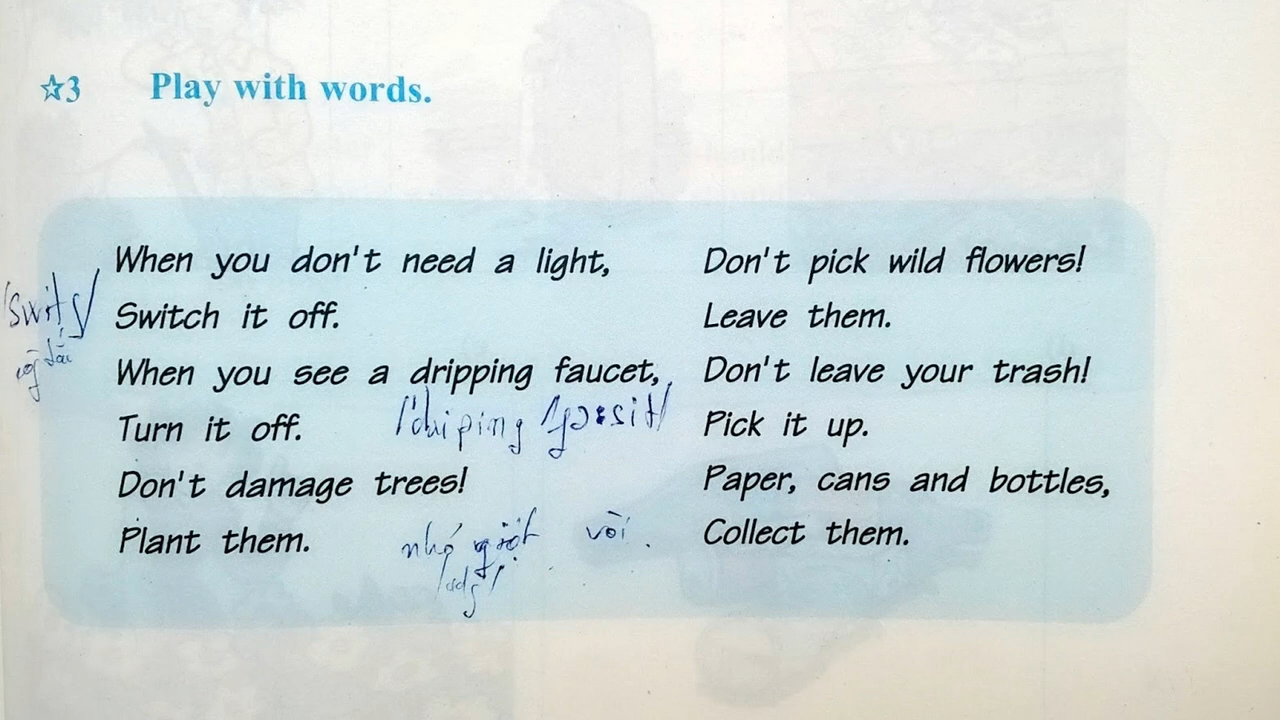 ☆3 Play with words.
When you don't need a light,
Switch it off.
When you see a dripping faucet,
Turn it off.
Don't damage trees!
Plant them.
nhỏ giọt vòi.
Don't pick wild flowers!
Leave them.
Don't leave your trash!
Pick it up.
Paper, cans and bottles,
Collect them.